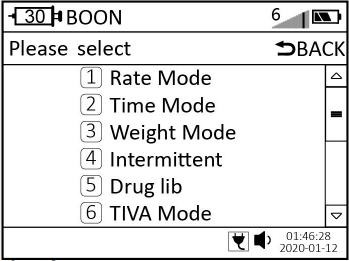 30 BOON 6
Please select BACK
1 Rate Mode
2 Time Mode
3 Weight Mode
4 Intermittent
5 Drug lib
6 TIVA Mode
01:46:28
2020-01-12